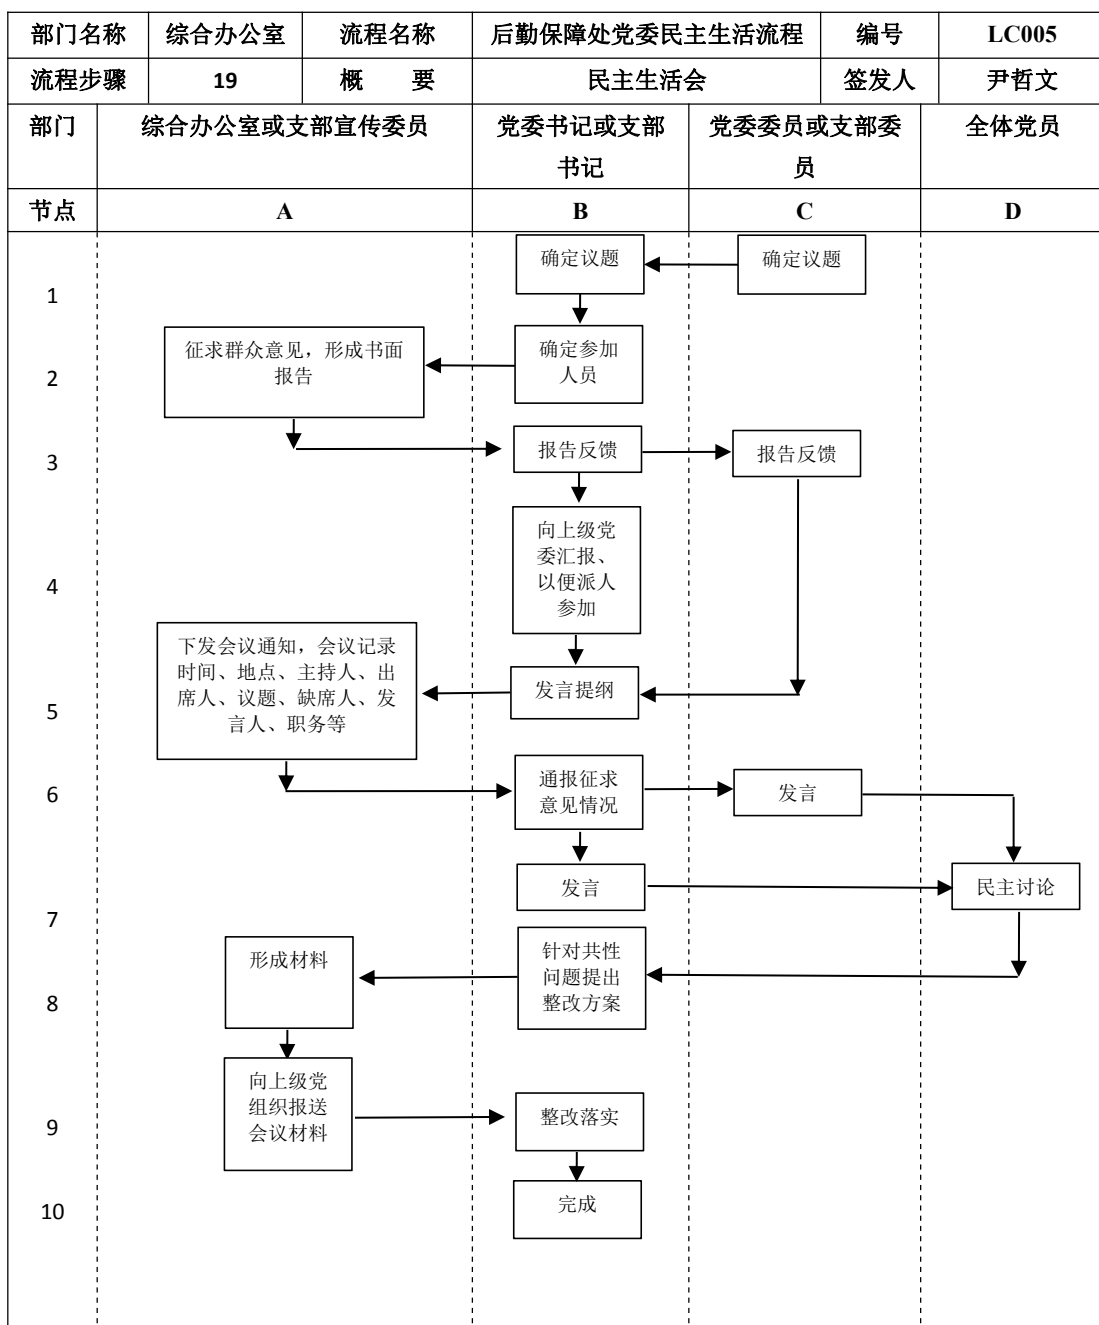 部门名称 综合办公室 流程名称 后勤保障处党委民主生活流程 编号 LC005
流程步骤 19 概 要 民主生活会 签发人 尹哲文
部门 综合办公室或支部宣传委员 党委书记或支部 党委委员或支部委 全体党员
书记 员
节点 A B C D
确定议题 确定议题
1
征求群众意见，形成书面
报告
确定参加
人员
2
报告反馈 报告反馈
3
向上级党
委汇报、
以便派人
参加
4
下发会议通知，会议记录
时间、地点、主持人、出
席人、议题、缺席人、发
言人、职务等
发言提纲
5
通报征求
意见情况
发言
6
发言 民主讨论
7
形成材料
针对共性
问题提出
整改方案
8
向上级党
组织报送
会议材料
整改落实
9
完成
10